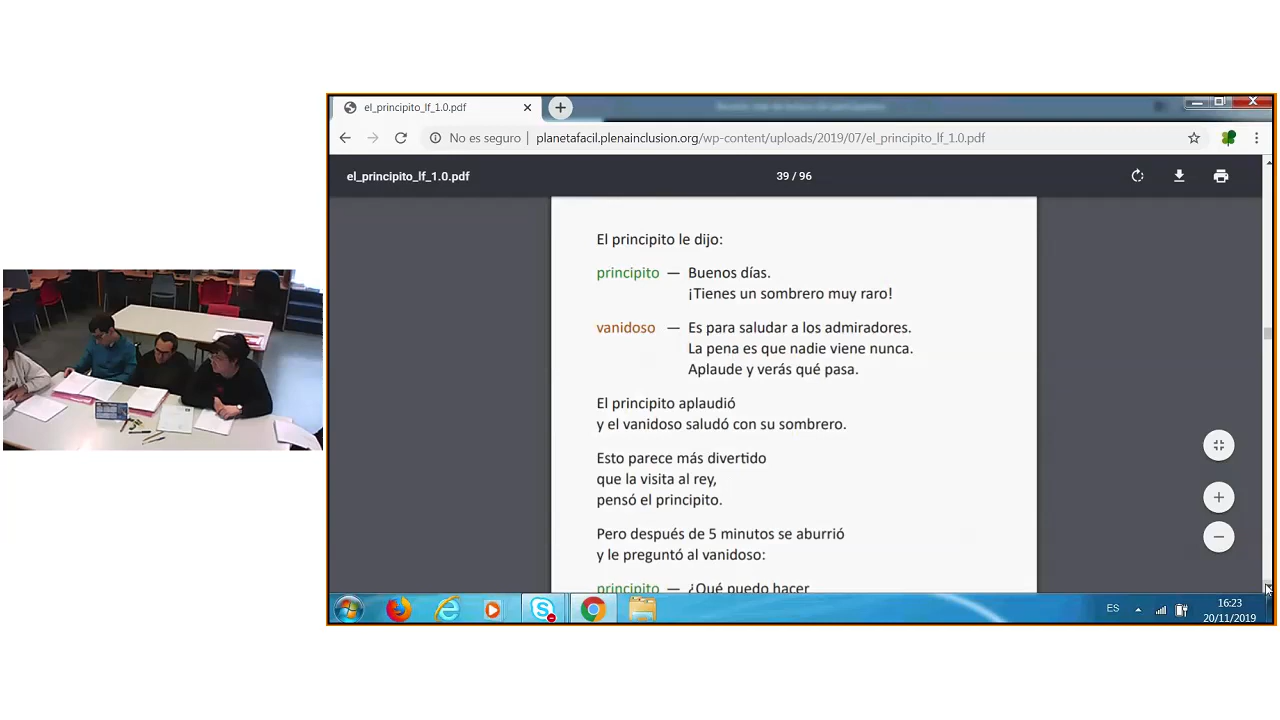 el_principito_lf_1.0.pdf
No es seguro
planetafacil.plenainclusion.org/wp-content/uploads/2019/07/el_principito_lf_1.0.pdf
el_principito_lf_1.0.pdf
39 / 96
El principito le dijo:
principito — Buenos días.
¡Tienes un sombrero muy raro!
vanidoso — Es para saludar a los admiradores.
La pena es que nadie viene nunca.
Aplaude y verás qué pasa.
El principito aplaudió
y el vanidoso saludó con su sombrero.
Esto parece más divertido
que la visita al rey,
pensó el principito.
Pero después de 5 minutos se aburrió
y le preguntó al vanidoso:
principito — ¿Qué puedo hacer
ES
16:23
20/11/2019